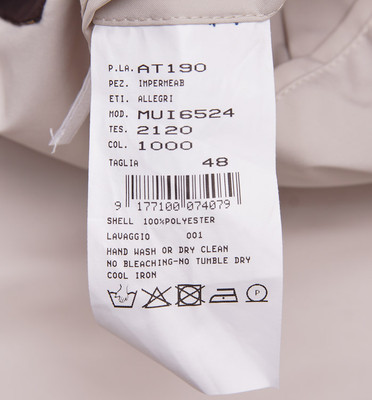 P.LA. AT190
PEZ. IMPERMEAB
ETI. ALLEGRI
MOD. MUI6524
TES. 2120
COL. 1000
TAGLIA 48
9 177100 074079
SHELL 100%POLYESTER
LAVAGGIO 001
HAND WASH OR DRY CLEAN
NO BLEACHING-NO TUMBLE DRY
COOL IRON
P